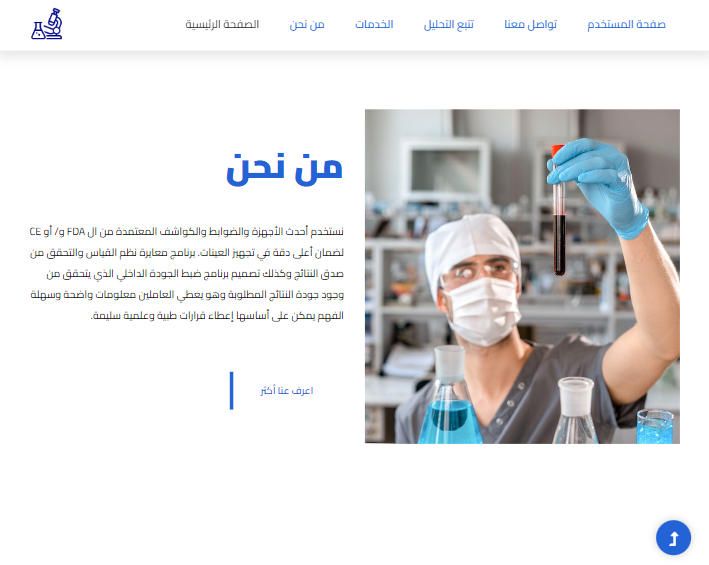 صفحة المستخدم
تواصل معنا
تتبع التحليل
الخدمات
من نحن
الصفحة الرئيسية
من نحن
نستخدم أحدث الأجهزة والضوابط والكواشف المعتمدة من ال FDA و/ أو CE
لضمان أعلى دقة في تجهيز العينات. برنامج معايرة نظم القياس والتحقق من
صدق النتائج وكذلك تصميم برنامج ضبط الجودة الداخلي الذي يتحقق من
وجود جودة النتائج المطلوبة وهو يعطي العاملين معلومات واضحة وسهلة
الفهم يمكن على أساسها إعطاء قرارات طبية وعلمية سليمة.
اعرف عنا أكثر